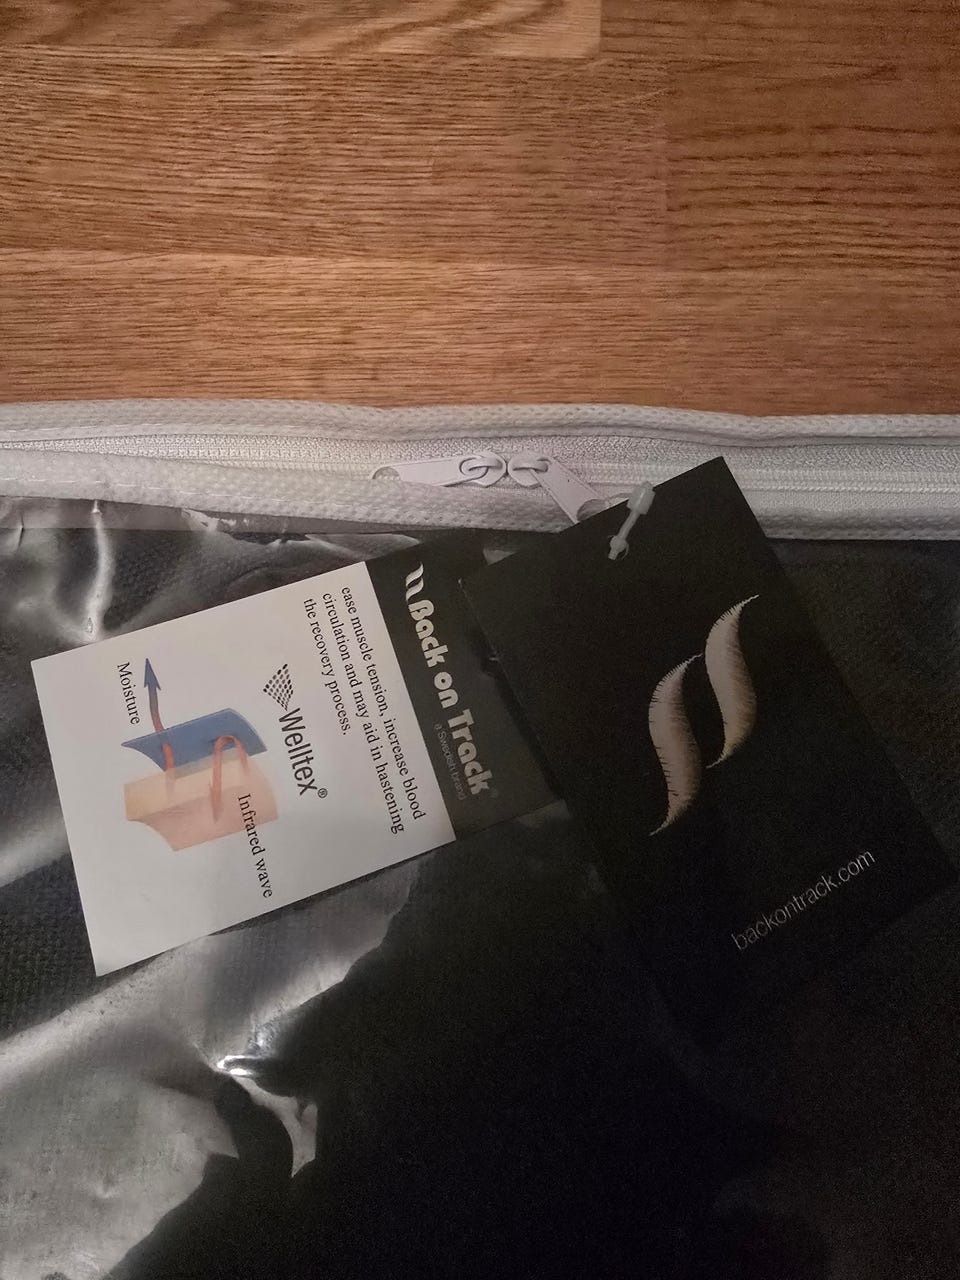 Back on Track
a Swedish brand
ease muscle tension, increase blood
circulation and may aid in hastening
the recovery process.
Welltex®
Infrared wave
Moisture
backontrack.com